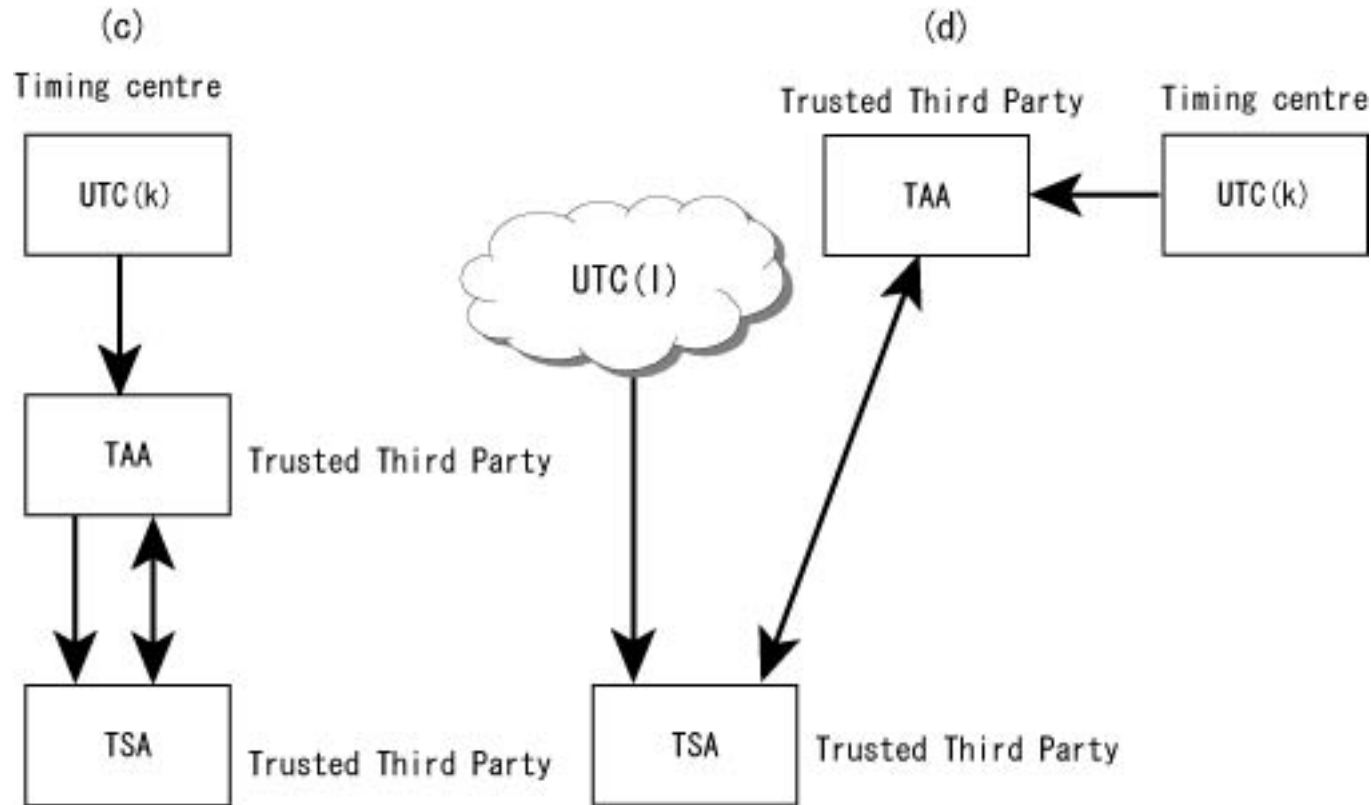 (c)
Timing centre
UTC(k)
TAA
Trusted Third Party
TSA
Trusted Third Party
(d)
Trusted Third Party
Timing centre
TAA
UTC(k)
UTC(l)
TSA
Trusted Third Party